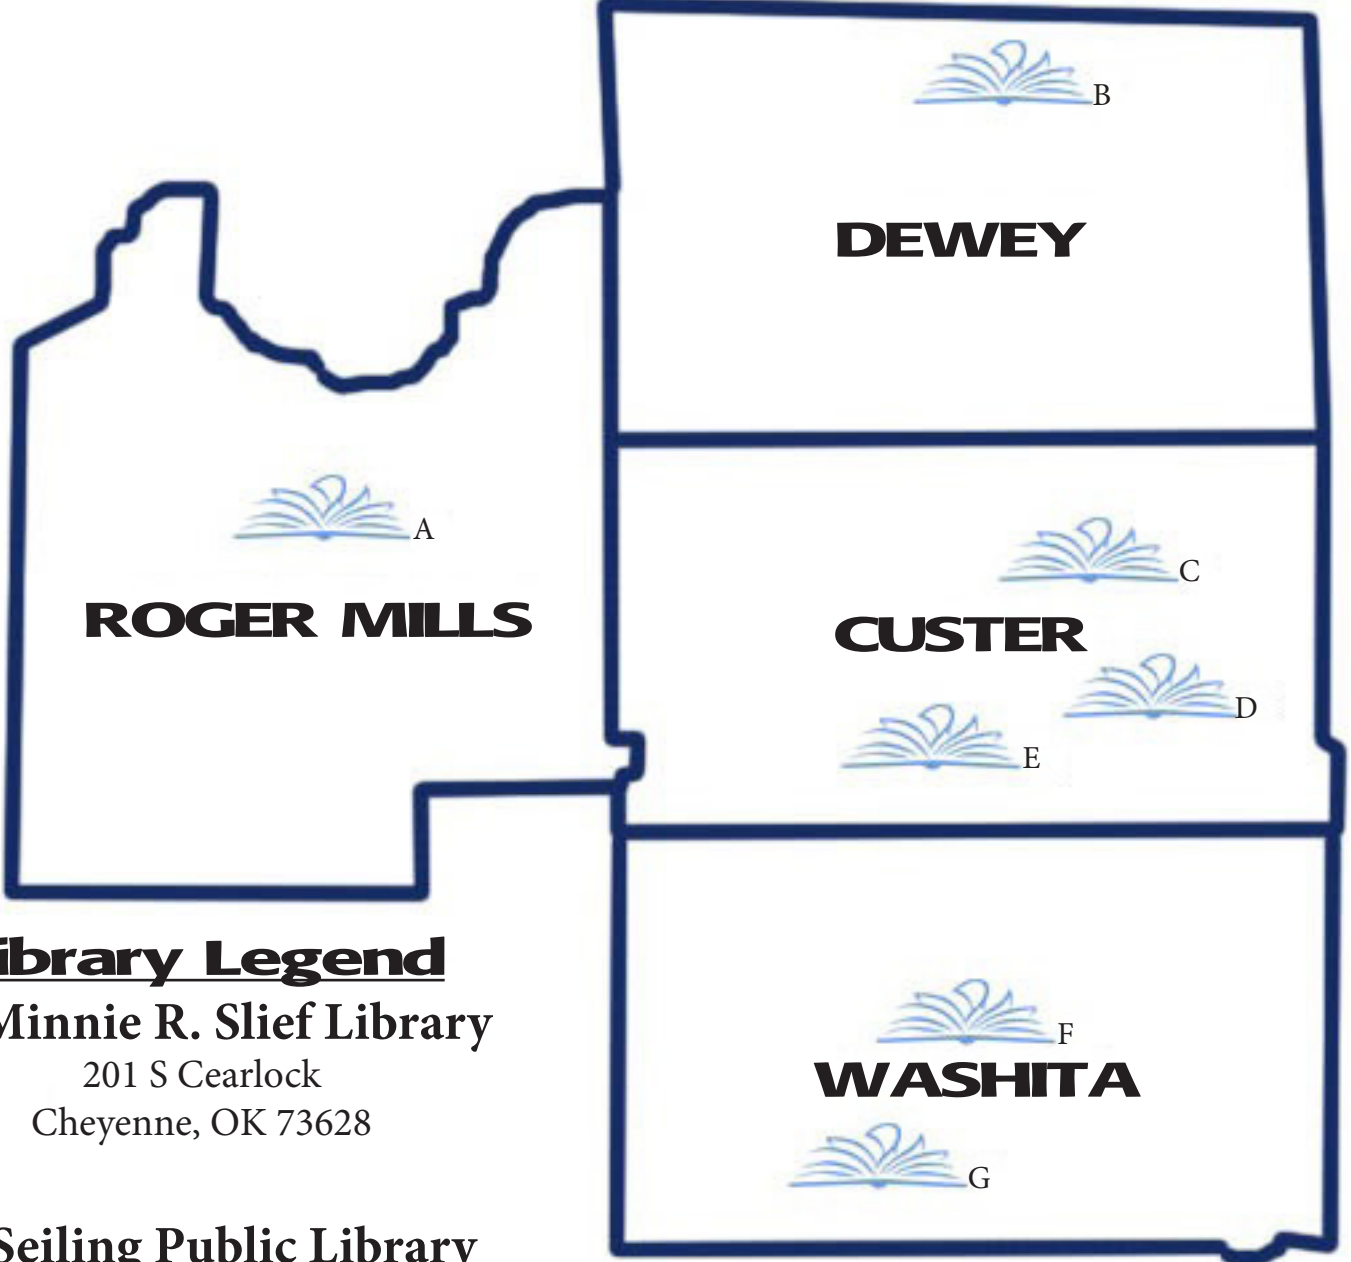 B
DEWEY
A
C
ROGER MILLS
CUSTER
D
E
ibrary Legend
Minnie R. Slief Library
201 S Cearlock
Cheyenne, OK 73628
F
WASHITA
G
Seiling Public Library